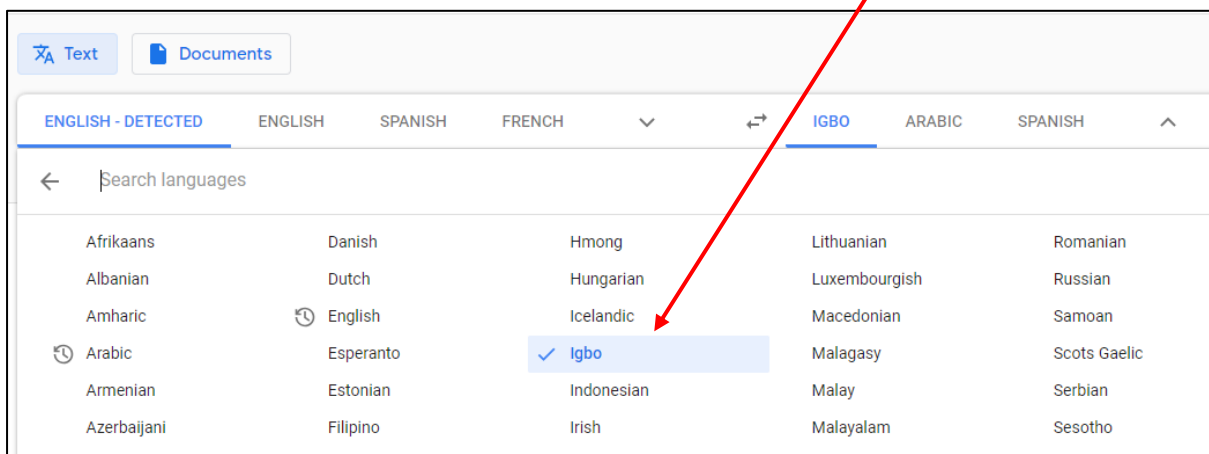 Text Documents
ENGLISH - DETECTED ENGLISH SPANISH FRENCH IGBO ARABIC SPANISH
Search languages
Afrikaans Danish Hmong Lithuanian Romanian
Albanian Dutch Hungarian Luxembourgish Russian
Amharic English Icelandic Macedonian Samoan
Arabic Esperanto Igbo Malagasy Scots Gaelic
Armenian Estonian Indonesian Malay Serbian
Azerbaijani Filipino Irish Malayalam Sesotho